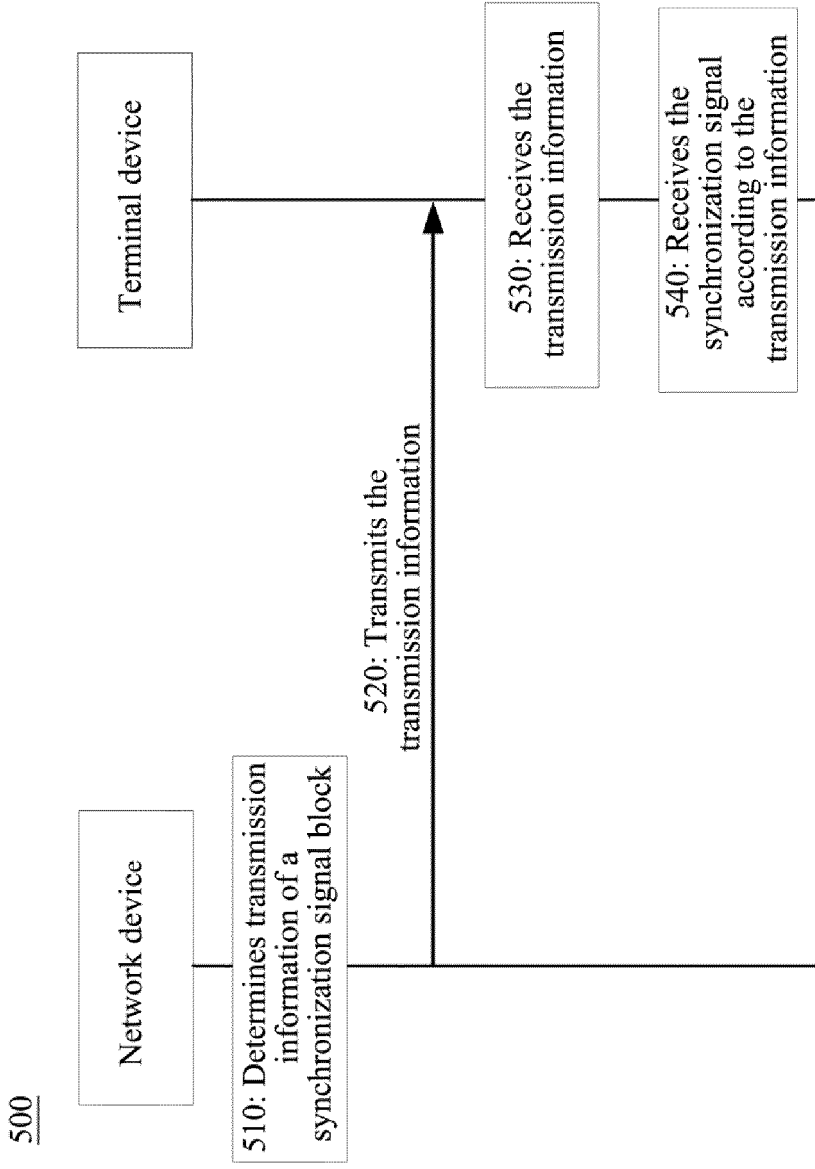 500
Network device
Terminal device
510: Determines transmission
information of a
synchronization signal block
520: Transmits the
transmission information
530: Receives the
transmission information
540: Receives the
synchronization signal
according to the
transmission information